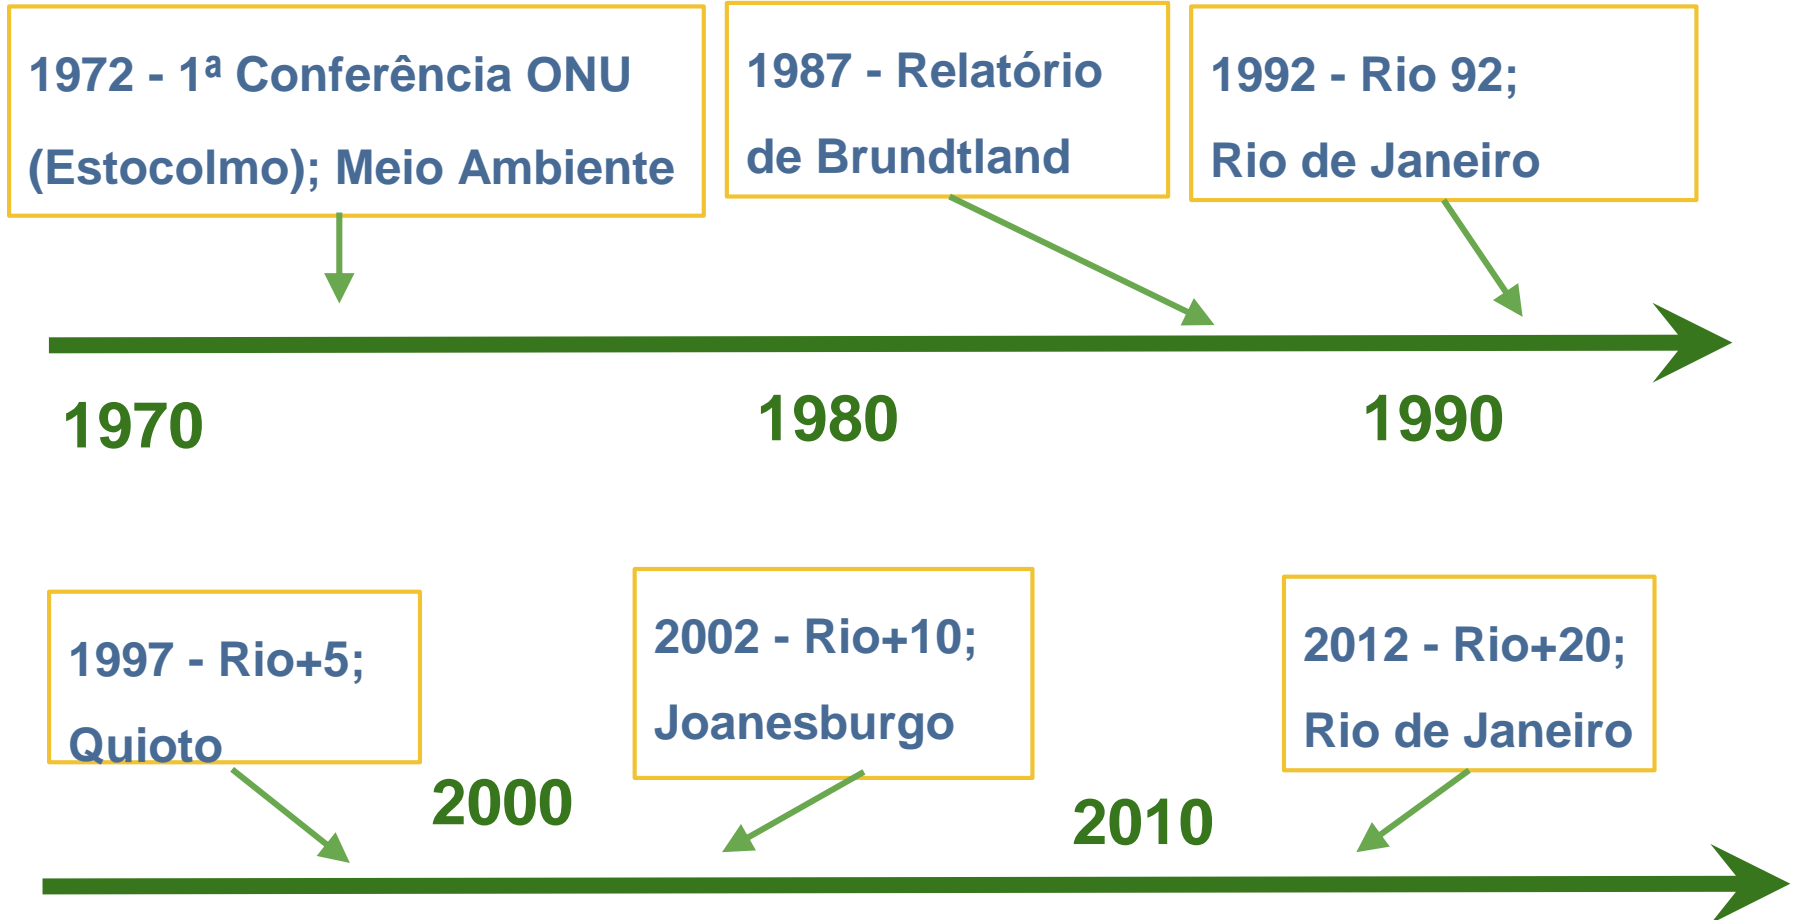 1972 - 1ª Conferência ONU
(Estocolmo); Meio Ambiente
1987 - Relatório
de Brundtland
1992 - Rio 92;
Rio de Janeiro
1970
1980
1990
1997 - Rio+5;
Quioto
2002 - Rio+10;
Joanesburgo
2012 - Rio+20;
Rio de Janeiro
2000
2010